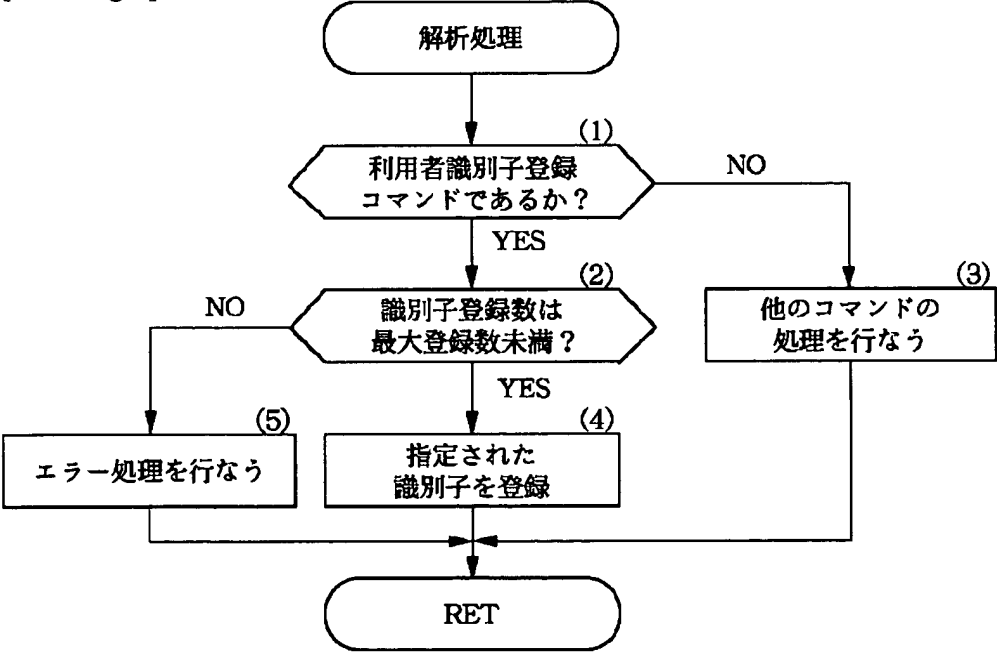 解析処理
(1)
利用者識別子登録
コマンドであるか？
NO
YES
(2)
識別子登録数は
最大登録数未満？
NO
(3)
他のコマンドの
処理を行なう
YES
(5)
エラー処理を行なう
(4)
指定された
識別子を登録
RET